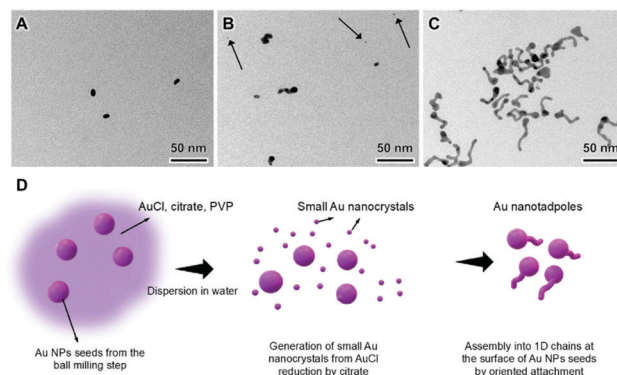 A
B
C
50 nm
50 nm
50 nm
D
AuCl, citrate, PVP
Small Au nanocrystals
Au nanotadpoles
Dispersion in water
Au NPs seeds from the
ball milling step
Generation of small Au
nanocrystals from AuCl
reduction by citrate
Assembly into 1D chains at
the surface of Au NPs seeds
by oriented attachment